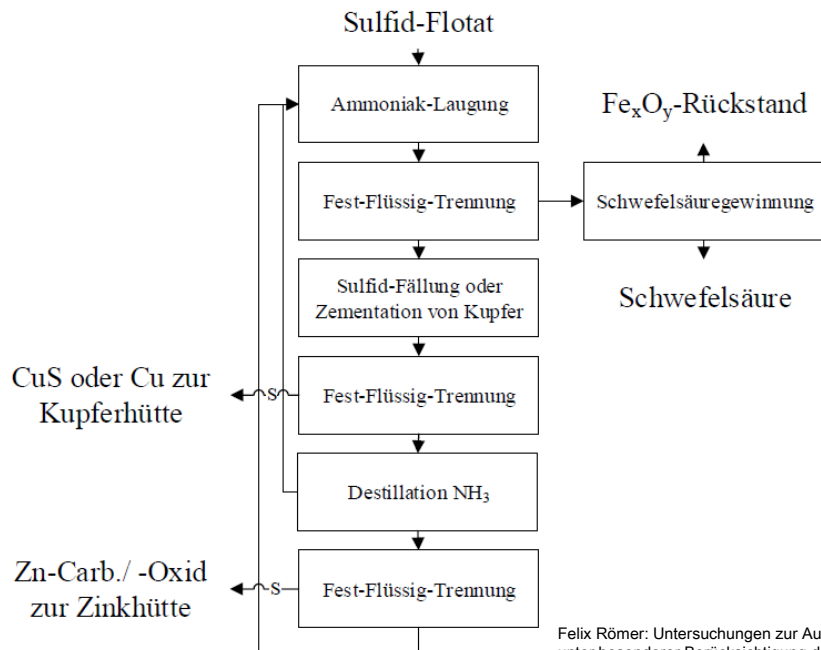 Sulfid-Flotat
Ammoniak-Laugung
FeₓOᵧ-Rückstand
Fest-Flüssig-Trennung
Schwefelsäuregewinnung
Sulfid-Fällung oder
Zementation von Kupfer
Schwefelsäure
CuS oder Cu zur
Kupferhütte
S
Fest-Flüssig-Trennung
Destillation NH₃
Zn-Carb./ -Oxid
zur Zinkhütte
S
Fest-Flüssig-Trennung
Felix Römer: Untersuchungen zur Au